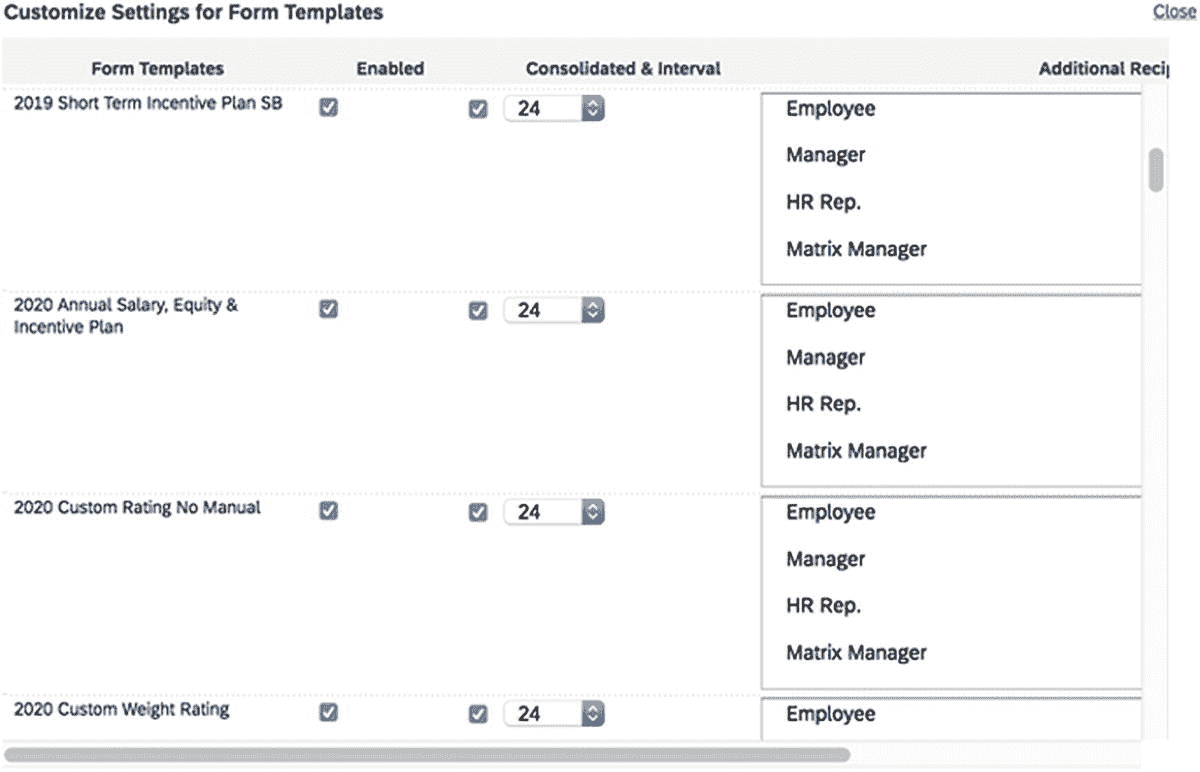 Customize Settings for Form Templates Close
Form Templates Enabled Consolidated & Interval Additional Recip
2019 Short Term Incentive Plan SB 24 Employee
Manager
HR Rep.
Matrix Manager
2020 Annual Salary, Equity & 24 Employee
Incentive Plan
Manager
HR Rep.
Matrix Manager
2020 Custom Rating No Manual 24 Employee
Manager
HR Rep.
Matrix Manager
2020 Custom Weight Rating 24 Employee